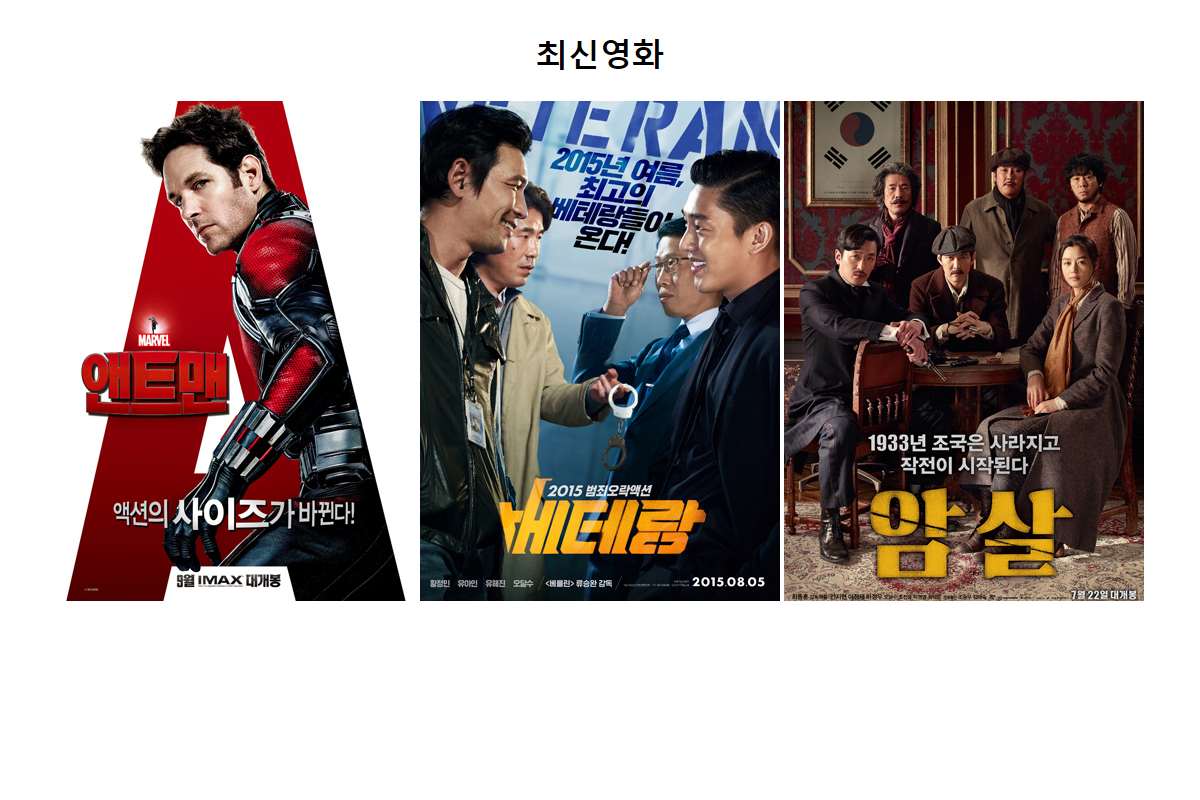 최신영화
MARVEL
앤트맨
액션의 사이즈가 바뀐다!
9월 IMAX 대개봉
VETERAN
2015년 여름,
최고의
베테랑들이
온다!
2015 범죄오락액션
베테랑
황정민 유아인 유해진 오달수 <베를린> 류승완 감독
2015.08.05
1933년 조국은 사라지고
작전이 시작된다
암살
7월 22일 대개봉